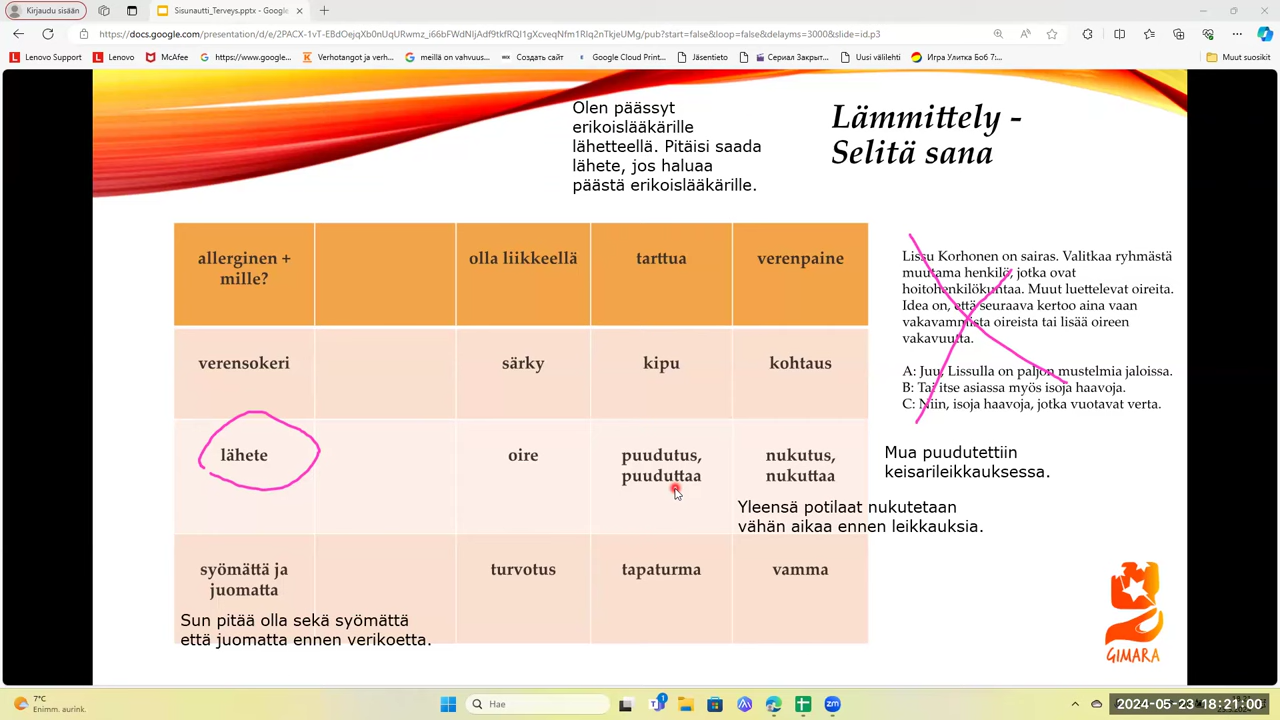 Kirjaudu sisään
Sisunautti_Terveys.pptx - Google
https://docs.google.com/presentation/d/e/2PACX-1vT-E8dOejqXb0nUqURwmz_i66bFWdNIjAdf9tkfRQI1gXcveqNfm1Rlq2nTkjeUMg/pub?start=false&loop=false&delayms=3000&slide=id.p3
Lenovo Support
Lenovo
McAfee
https://www.google...
Verhotangot ja verh...
meillä on vahvuus...
Создать сайт
Google Cloud Print...
Jäsentieto
Сериал Закрыт...
Uusi välilehti
Игра Улитка Боб 7:...
Muut suosikit
Olen päässyt
erikoislääkärille
lähetteellä. Pitäisi saada
lähete, jos haluaa
päästä erikoislääkärille.
Lämmittely -
Selitä sana
allerginen +
mille?
olla liikkeellä
tarttua
verenpaine
verensokeri
särky
kipu
kohtaus
lähete
oire
puudutus,
puuduttaa
nukutus,
nukuttaa
syömättä ja
juomatta
turvotus
tapaturma
vamma
Lissu Korhonen on sairas. Valitkaa ryhmästä
muutama henkilö, jotka ovat
hoitohenkilökuntaa. Muut luettelevat oireita.
Idea on, että seuraava kertoo aina vaan
vakavammista oireista tai lisää oireen
vakavuutta.
A: Juu, Lissulla on paljon mustelmia jaloissa.
B: Tai itse asiassa myös isoja haavoja.
C: Niin, isoja haavoja, jotka vuotavat verta.
Mua puudutettiin
keisarileikkauksessa.
Yleensä potilaat nukutetaan
vähän aikaa ennen leikkauksia.
Sun pitää olla sekä syömättä
että juomatta ennen verikoetta.
GIMARA
7°C
Enimm. aurink.
Hae
2024-05-23 18:21:00